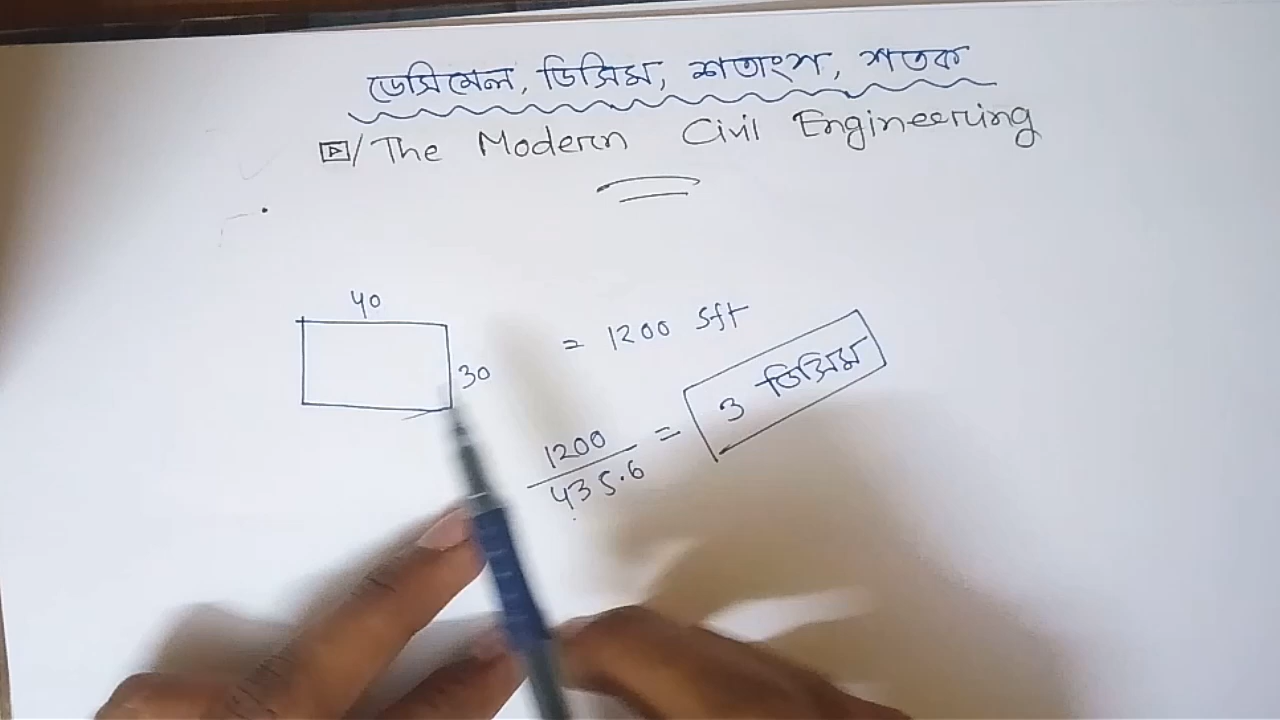 ডেসিমেল, ডিসিম, শতাংশ, শতক
/The Modern Civil Engineering
40
30
= 1200 Sft
1200
435.6
= 3 ডিসিম